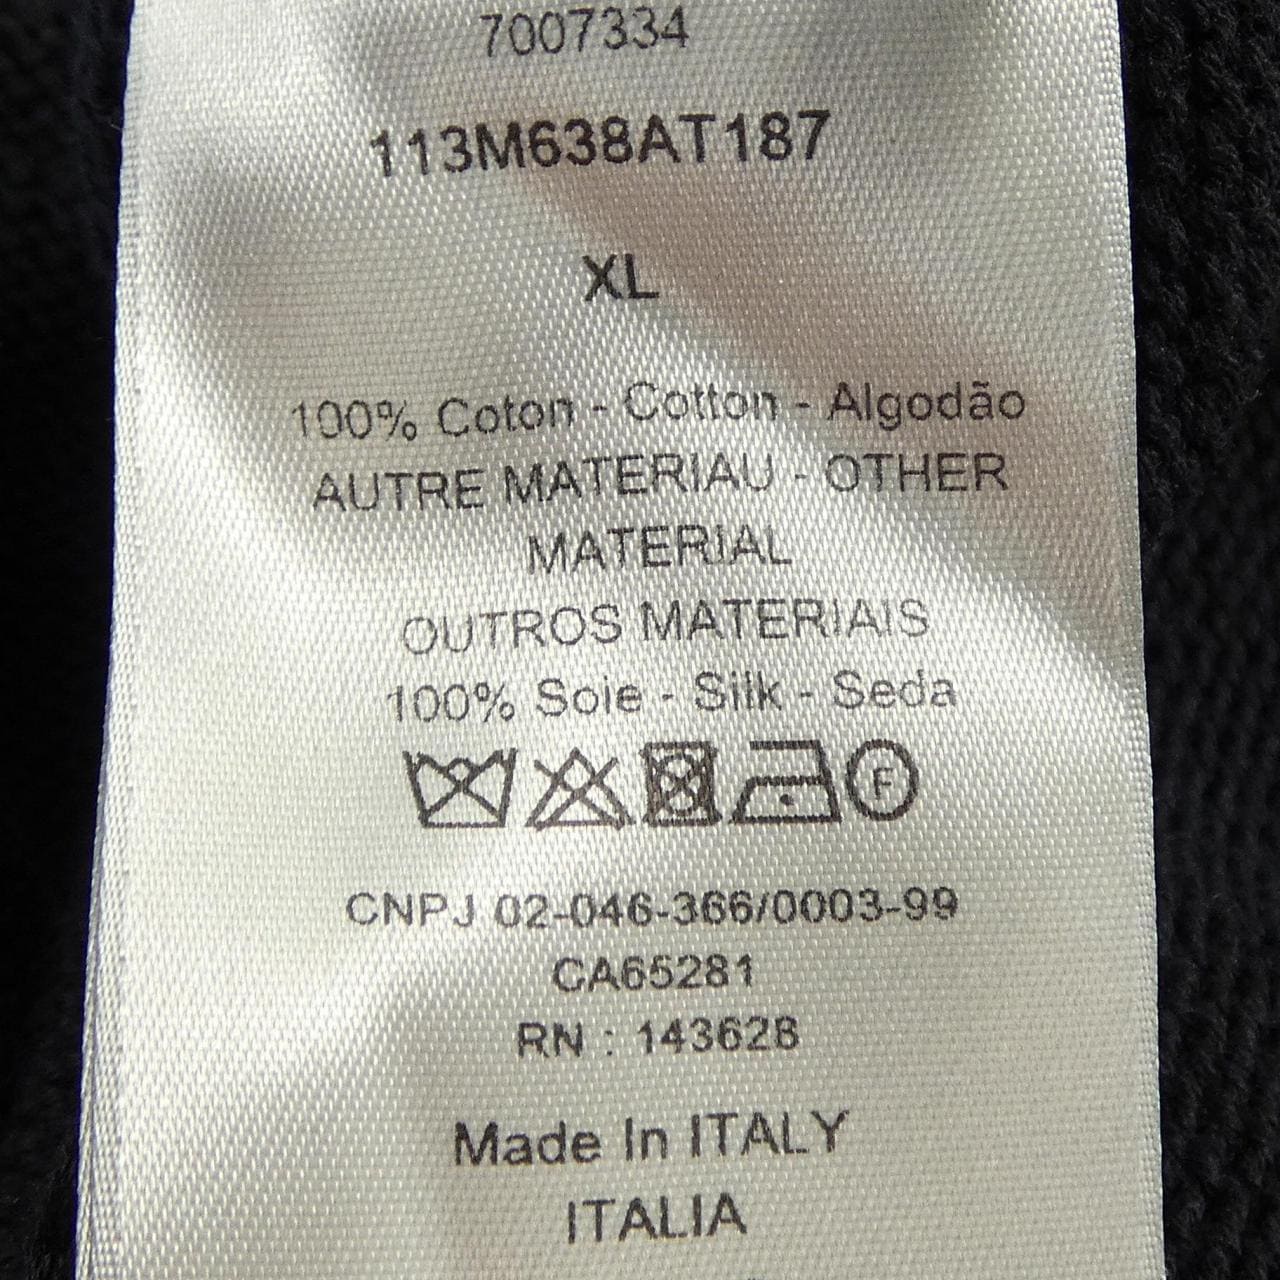 7007334
113M638AT187
XL
100% Coton - Cotton - Algodão
AUTRE MATERIAU - OTHER
MATERIAL
OUTROS MATERIAIS
100% Soie - Silk - Seda
F
CNPJ 02-046-366/0003-99
CA65281
RN : 143628
Made In ITALY
ITALIA